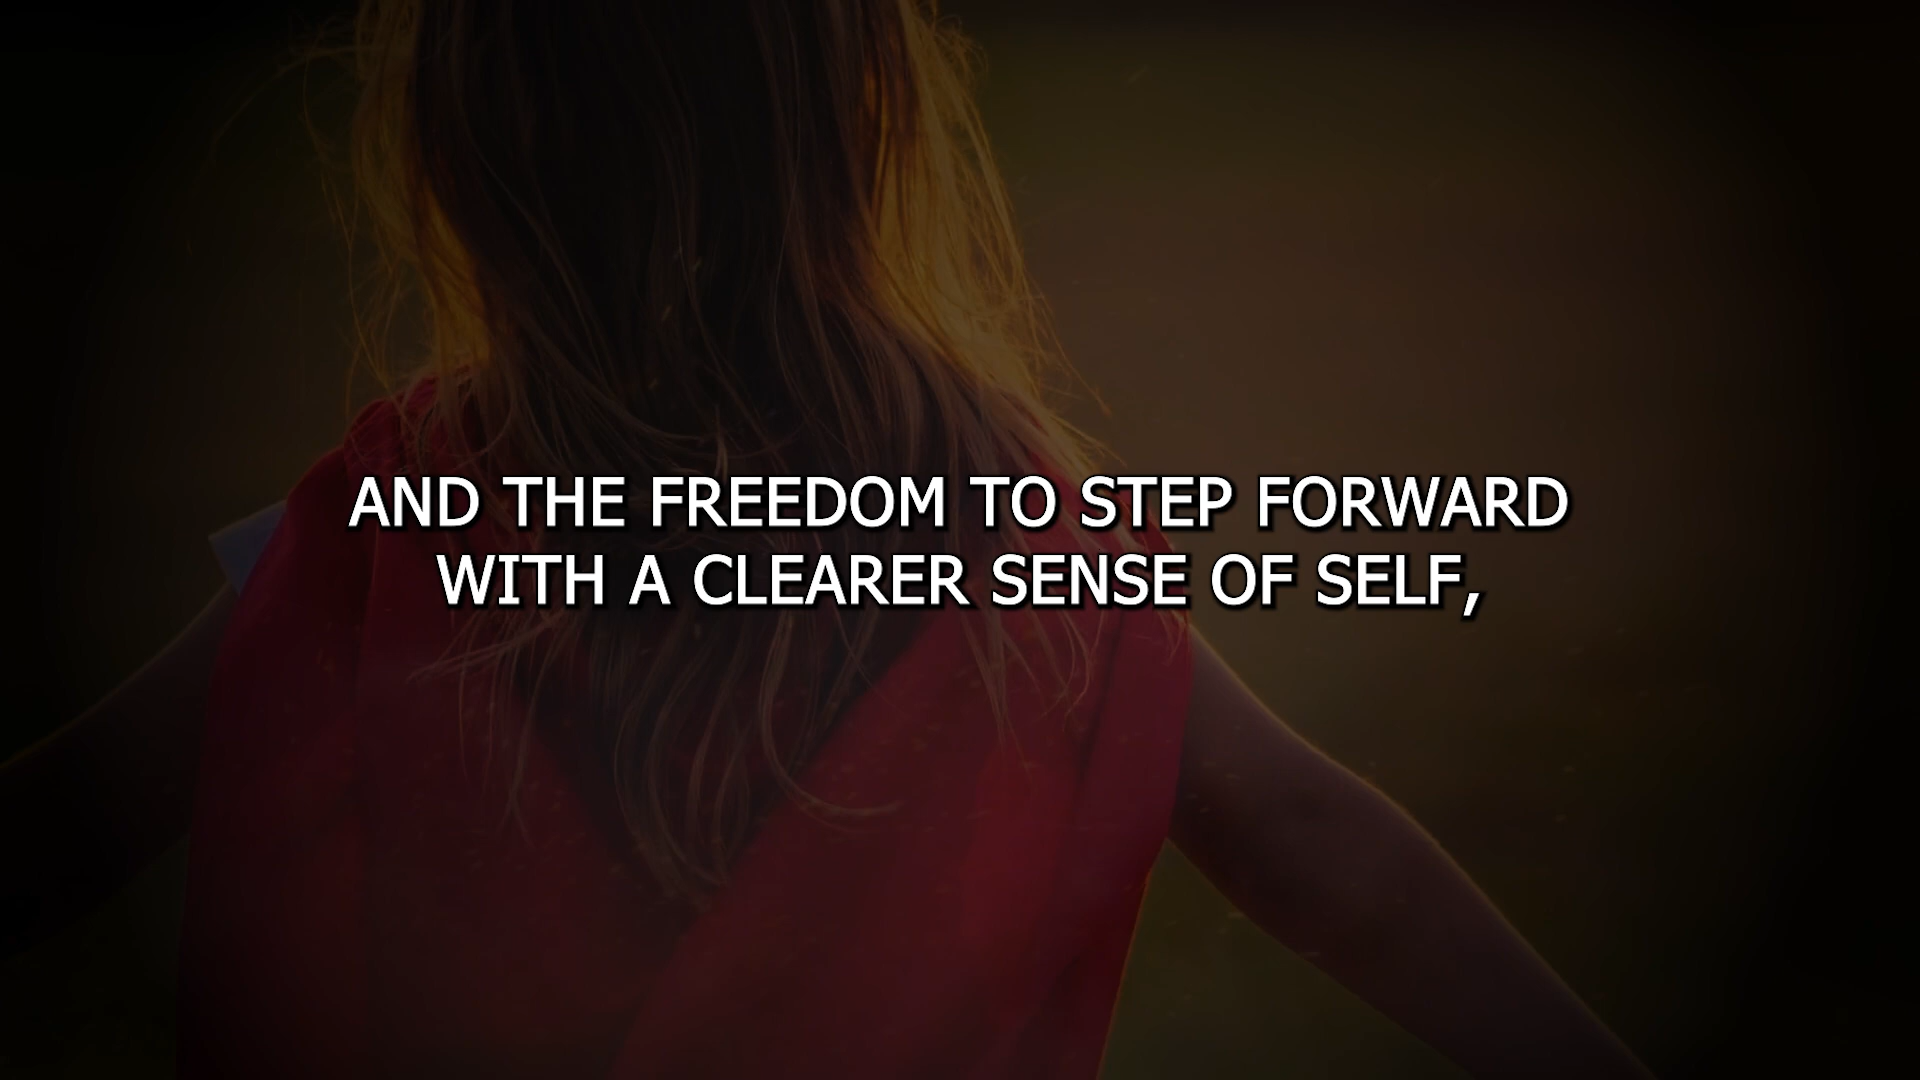 AND THE FREEDOM TO STEP FORWARD
WITH A CLEARER SENSE OF SELF,